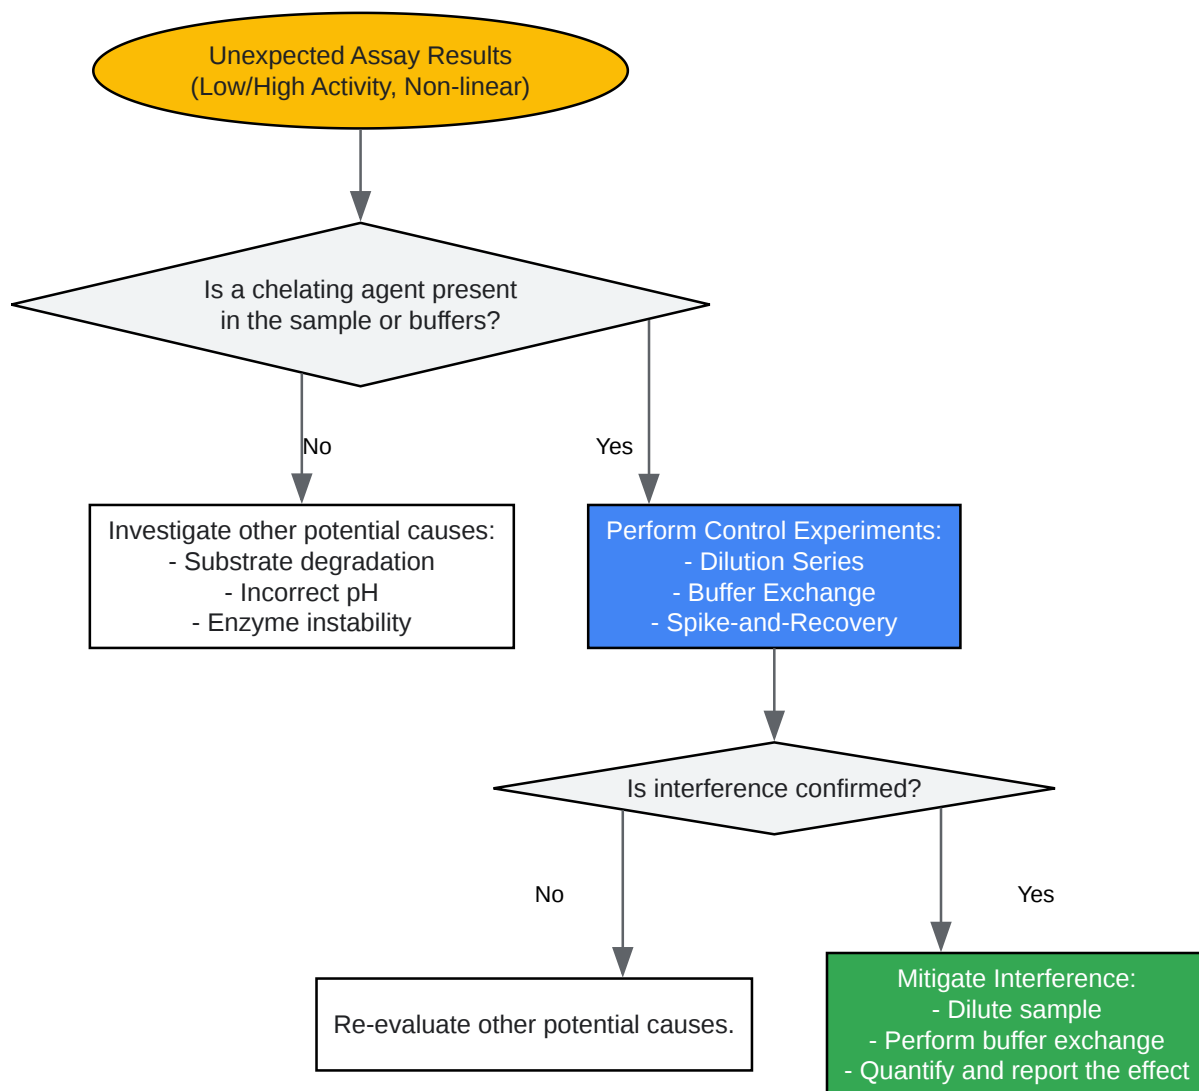 Unexpected Assay Results
(Low/High Activity, Non-linear)
Is a chelating agent present
in the sample or buffers?
No
Yes
Investigate other potential causes:
- Substrate degradation
- Incorrect pH
- Enzyme instability
Perform Control Experiments:
- Dilution Series
- Buffer Exchange
- Spike-and-Recovery
Is interference confirmed?
No
Yes
Re-evaluate other potential causes.
Mitigate Interference:
- Dilute sample
- Perform buffer exchange
- Quantify and report the effect